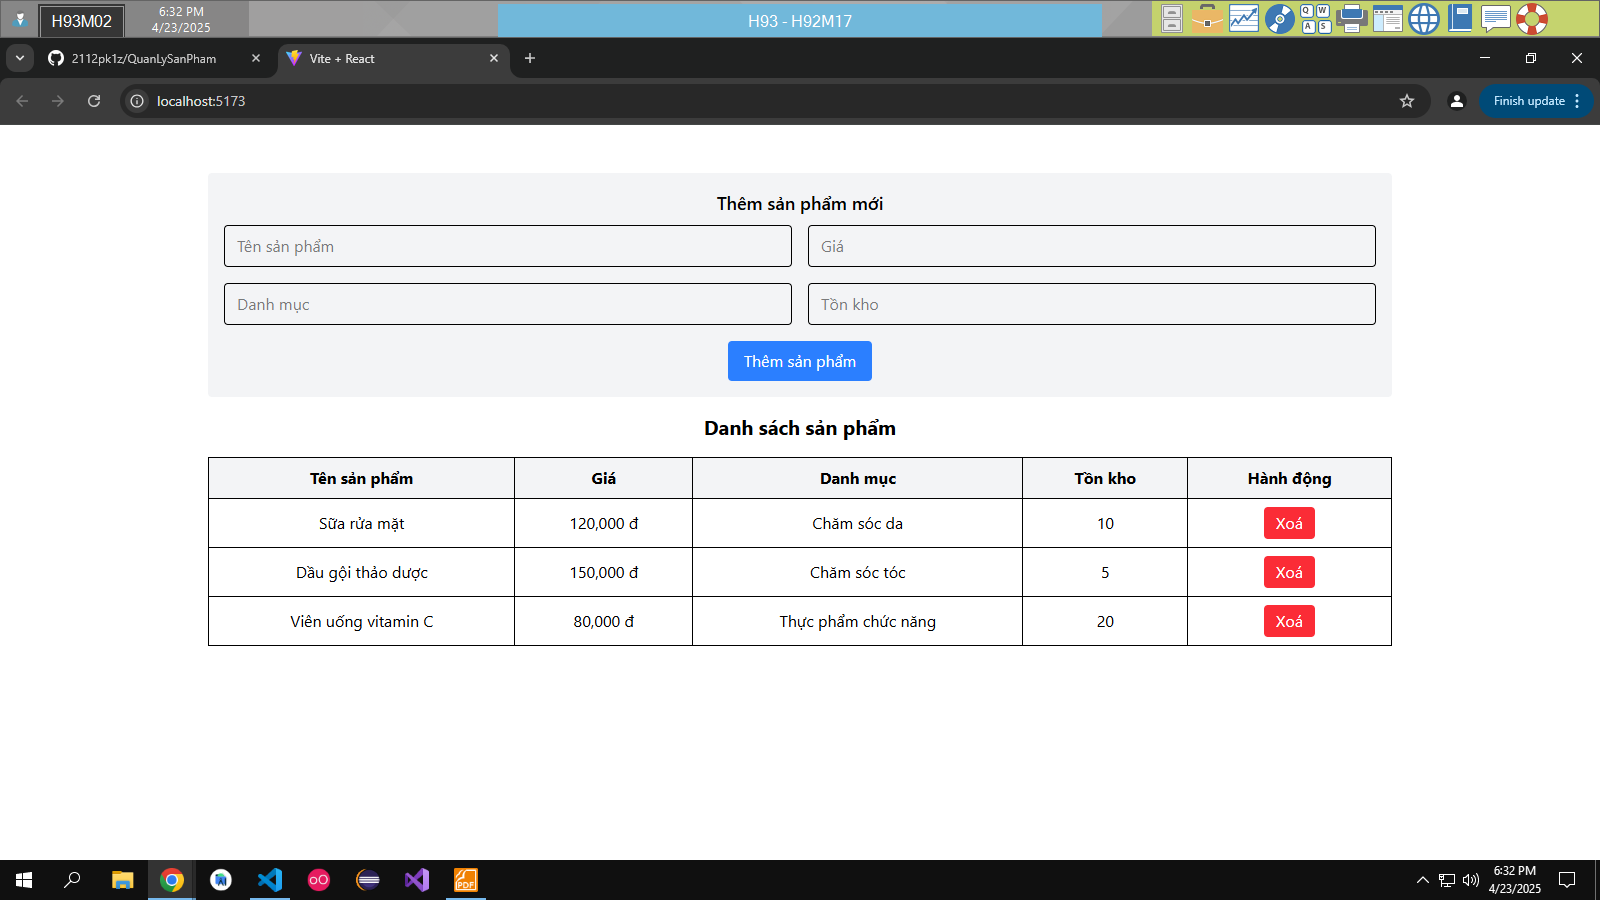 H93M02
6:32 PM
4/23/2025
H93 - H92M17
Q W
A S
2112pk1z/QuanLySanPham
Vite + React
localhost:5173
Finish update
Thêm sản phẩm mới
Tên sản phẩm
Giá
Danh mục
Tồn kho
Thêm sản phẩm
Danh sách sản phẩm
Tên sản phẩm Giá Danh mục Tồn kho Hành động
Sữa rửa mặt 120,000 đ Chăm sóc da 10 Xoá
Dầu gội thảo dược 150,000 đ Chăm sóc tóc 5 Xoá
Viên uống vitamin C 80,000 đ Thực phẩm chức năng 20 Xoá
PDF
6:32 PM
4/23/2025